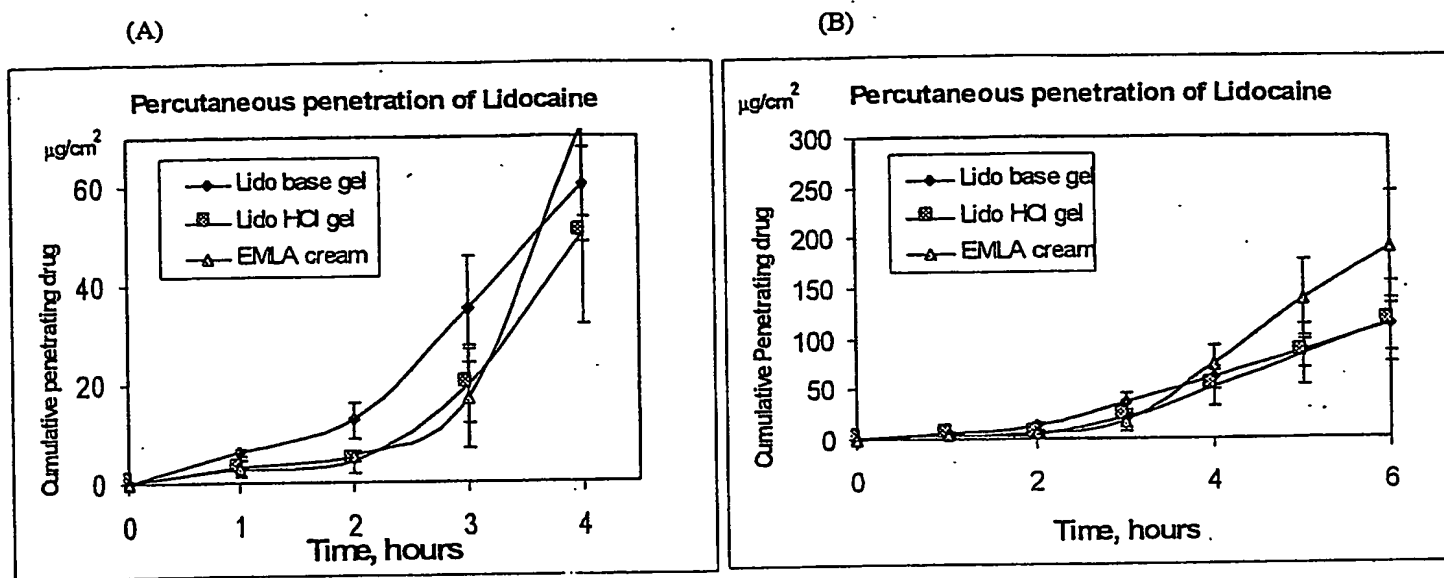 (A)
Percutaneous penetration of Lidocaine
μg/cm²
Lido base gel
Lido HCl gel
EMLA cream
Cumulative penetrating drug
60
40
20
0
0 1 2 3 4
Time, hours
(B)
μg/cm² Percutaneous penetration of Lidocaine
Lido base gel
Lido HCl gel
EMLA cream
Cumulative Penetrating drug
300
250
200
150
100
50
0
0 2 4 6
Time, hours